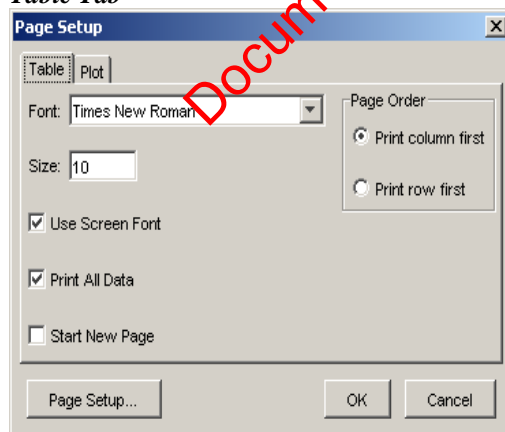 Table Tab
Page Setup
Table Plot
Font: Times New Roman
Page Order
Print column first
Size: 10
Print row first
Use Screen Font
Print All Data
Start New Page
Page Setup... OK Cancel